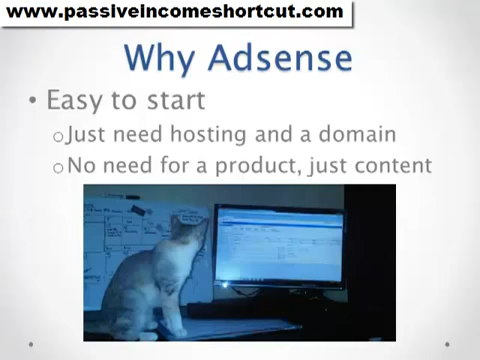 www.passiveincomeshortcut.com
Why Adsense
• Easy to start
oJust need hosting and a domain
oNo need for a product, just content